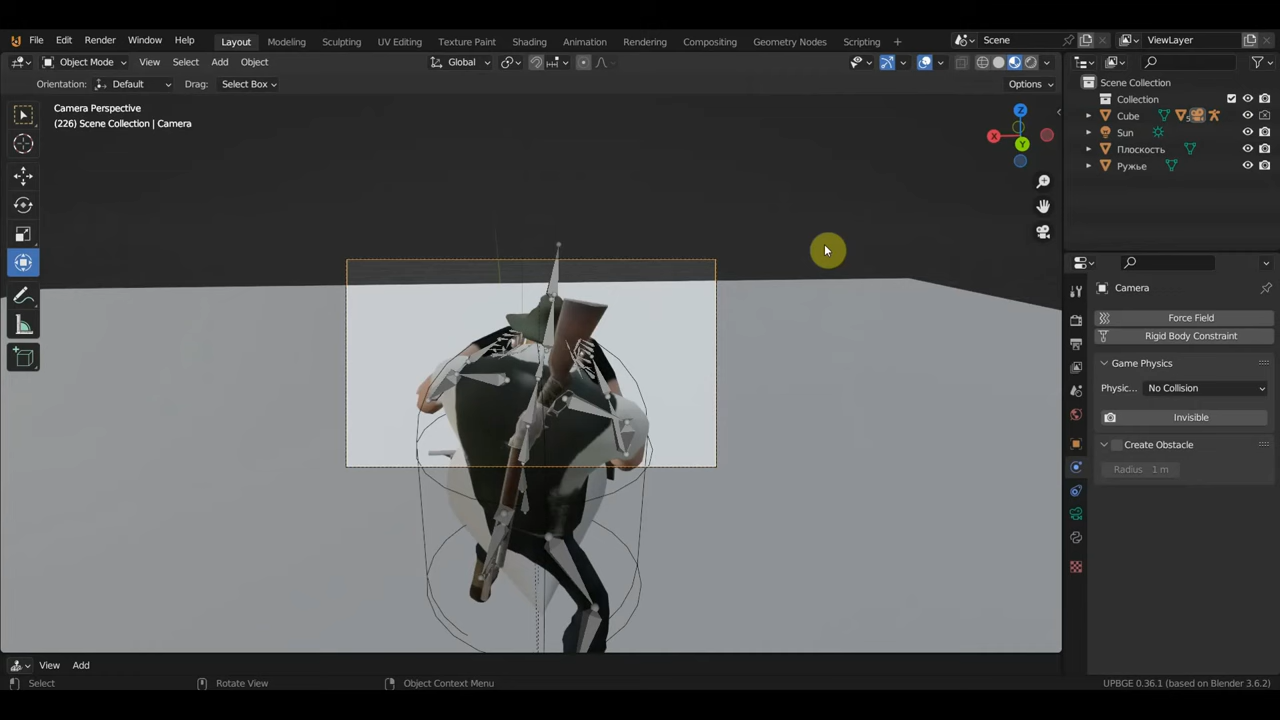 File Edit Render Window Help Layout Modeling Sculpting UV Editing Texture Paint Shading Animation Rendering Compositing Geometry Nodes Scripting + Scene ViewLayer
Object Mode View Select Add Object Global
Orientation: Default Drag: Select Box Options
Camera Perspective
(226) Scene Collection | Camera
X Y Z
Scene Collection
Collection
Cube
Sun
Плоскость
Ружье
Camera
Force Field
Rigid Body Constraint
Game Physics
Physic... No Collision
Invisible
Create Obstacle
Radius 1 m
View Add
Select Rotate View Object Context Menu UPBGE 0.36.1 (based on Blender 3.6.2)